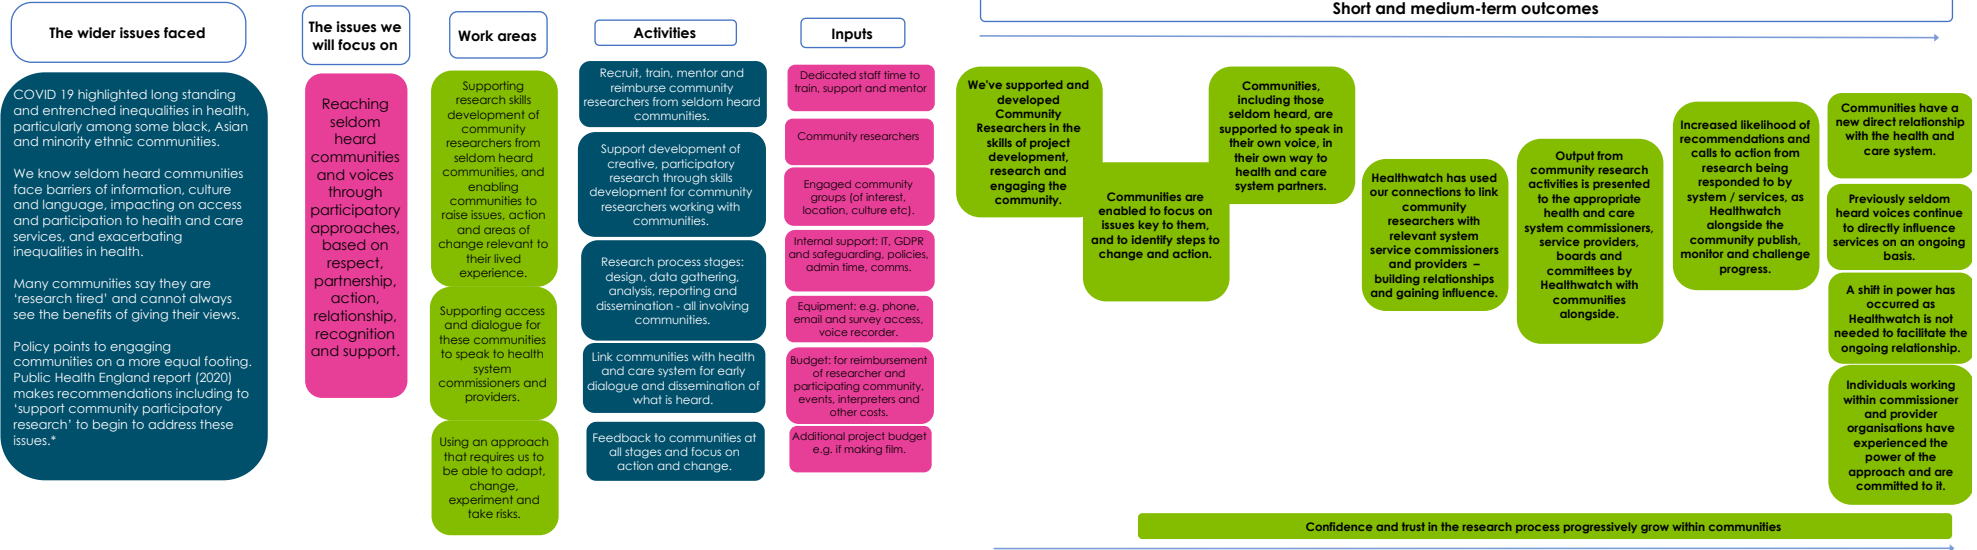 The wider issues faced
COVID 19 highlighted long standing
and entrenched inequalities in health,
particularly among some black, Asian
and minority ethnic communities.
We know seldom heard communities
face barriers of information, culture
and language, impacting on access
and participation to health and care
services, and exacerbating
inequalities in health.
Many communities say they are
‘research tired’ and cannot always
see the benefits of giving their views.
Policy points to engaging
communities on a more equal footing.
Public Health England report (2020)
makes recommendations including to
‘support community participatory
research’ to begin to address these
issues.*
The issues we
will focus on
Reaching
seldom
heard
communities
and voices
through
participatory
approaches,
based on
respect,
partnership,
action,
relationship,
recognition
and support.
Work areas
Supporting
research skills
development of
community
researchers from
seldom heard
communities, and
enabling
communities to
raise issues, action
and areas of
change relevant to
their lived
experience.
Supporting access
and dialogue for
these communities
to speak to health
system
commissioners and
providers.
Using an approach
that requires us to
be able to adapt,
change,
experiment and
take risks.
Activities
Recruit, train, mentor and
reimburse community
researchers from seldom heard
communities.
Support development of
creative, participatory
research through skills
development for community
researchers working with
communities.
Research process stages:
design, data gathering,
analysis, reporting and
dissemination - all involving
communities.
Link communities with health
and care system for early
dialogue and dissemination of
what is heard.
Feedback to communities at
all stages and focus on
action and change.
Inputs
Dedicated staff time to
train, support and mentor
Community researchers
Engaged community
groups (of interest,
location, culture etc).
Internal support: IT, GDPR
and safeguarding, policies,
admin time, comms.
Equipment: e.g. phone,
email and survey access,
voice recorder.
Budget: for reimbursement
of researcher and
participating community,
events, interpreters and
other costs.
Additional project budget
e.g. if making film.
Short and medium-term outcomes
We've supported and
developed
Community
Researchers in the
skills of project
development,
research and
engaging the
community.
Communities are
enabled to focus on
issues key to them,
and to identify steps to
change and action.
Communities,
including those
seldom heard, are
supported to speak in
their own voice, in
their own way to
health and care
system partners.
Healthwatch has used
our connections to link
community
researchers with
relevant system
service commissioners
and providers –
building relationships
and gaining influence.
Output from
community research
activities is presented
to the appropriate
health and care
system commissioners,
service providers,
boards and
committees by
Healthwatch with
communities
alongside.
Increased likelihood of
recommendations and
calls to action from
research being
responded to by
system / services, as
Healthwatch
alongside the
community publish,
monitor and challenge
progress.
Communities have a
new direct relationship
with the health and
care system.
Previously seldom
heard voices continue
to directly influence
services on an ongoing
basis.
A shift in power has
occurred as
Healthwatch is not
needed to facilitate the
ongoing relationship.
Individuals working
within commissioner
and provider
organisations have
experienced the
power of the
approach and are
committed to it.
Confidence and trust in the research process progressively grow within communities